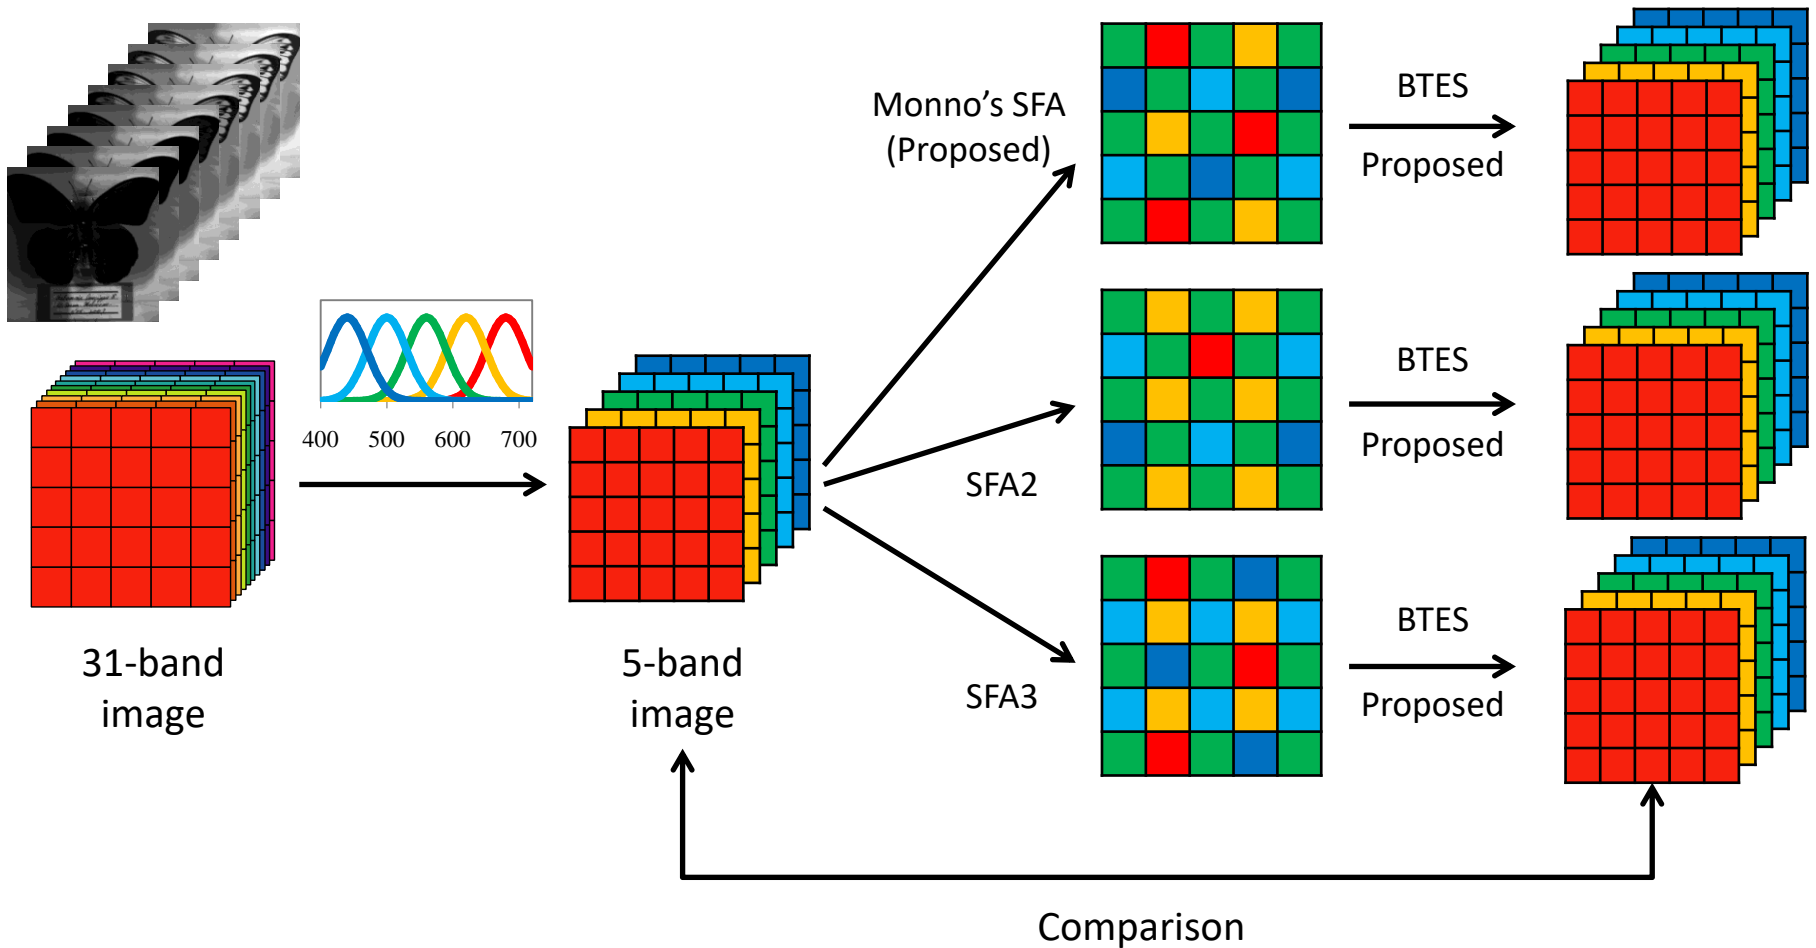 400 500 600 700
31-band
image
5-band
image
Monno's SFA
(Proposed)
SFA2
SFA3
BTES
Proposed
BTES
Proposed
BTES
Proposed
Comparison